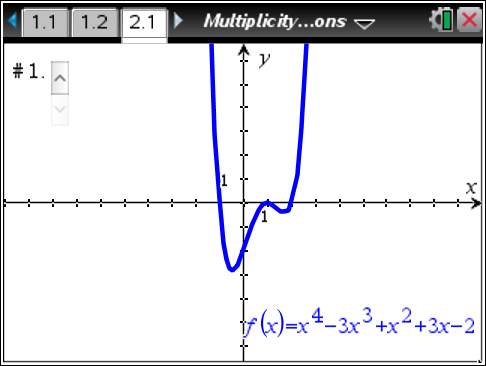 1.1 1.2 2.1 Multiplicity...ons
#1.
y
1
x
1
f(x)=x⁴−3x³+x²+3x−2